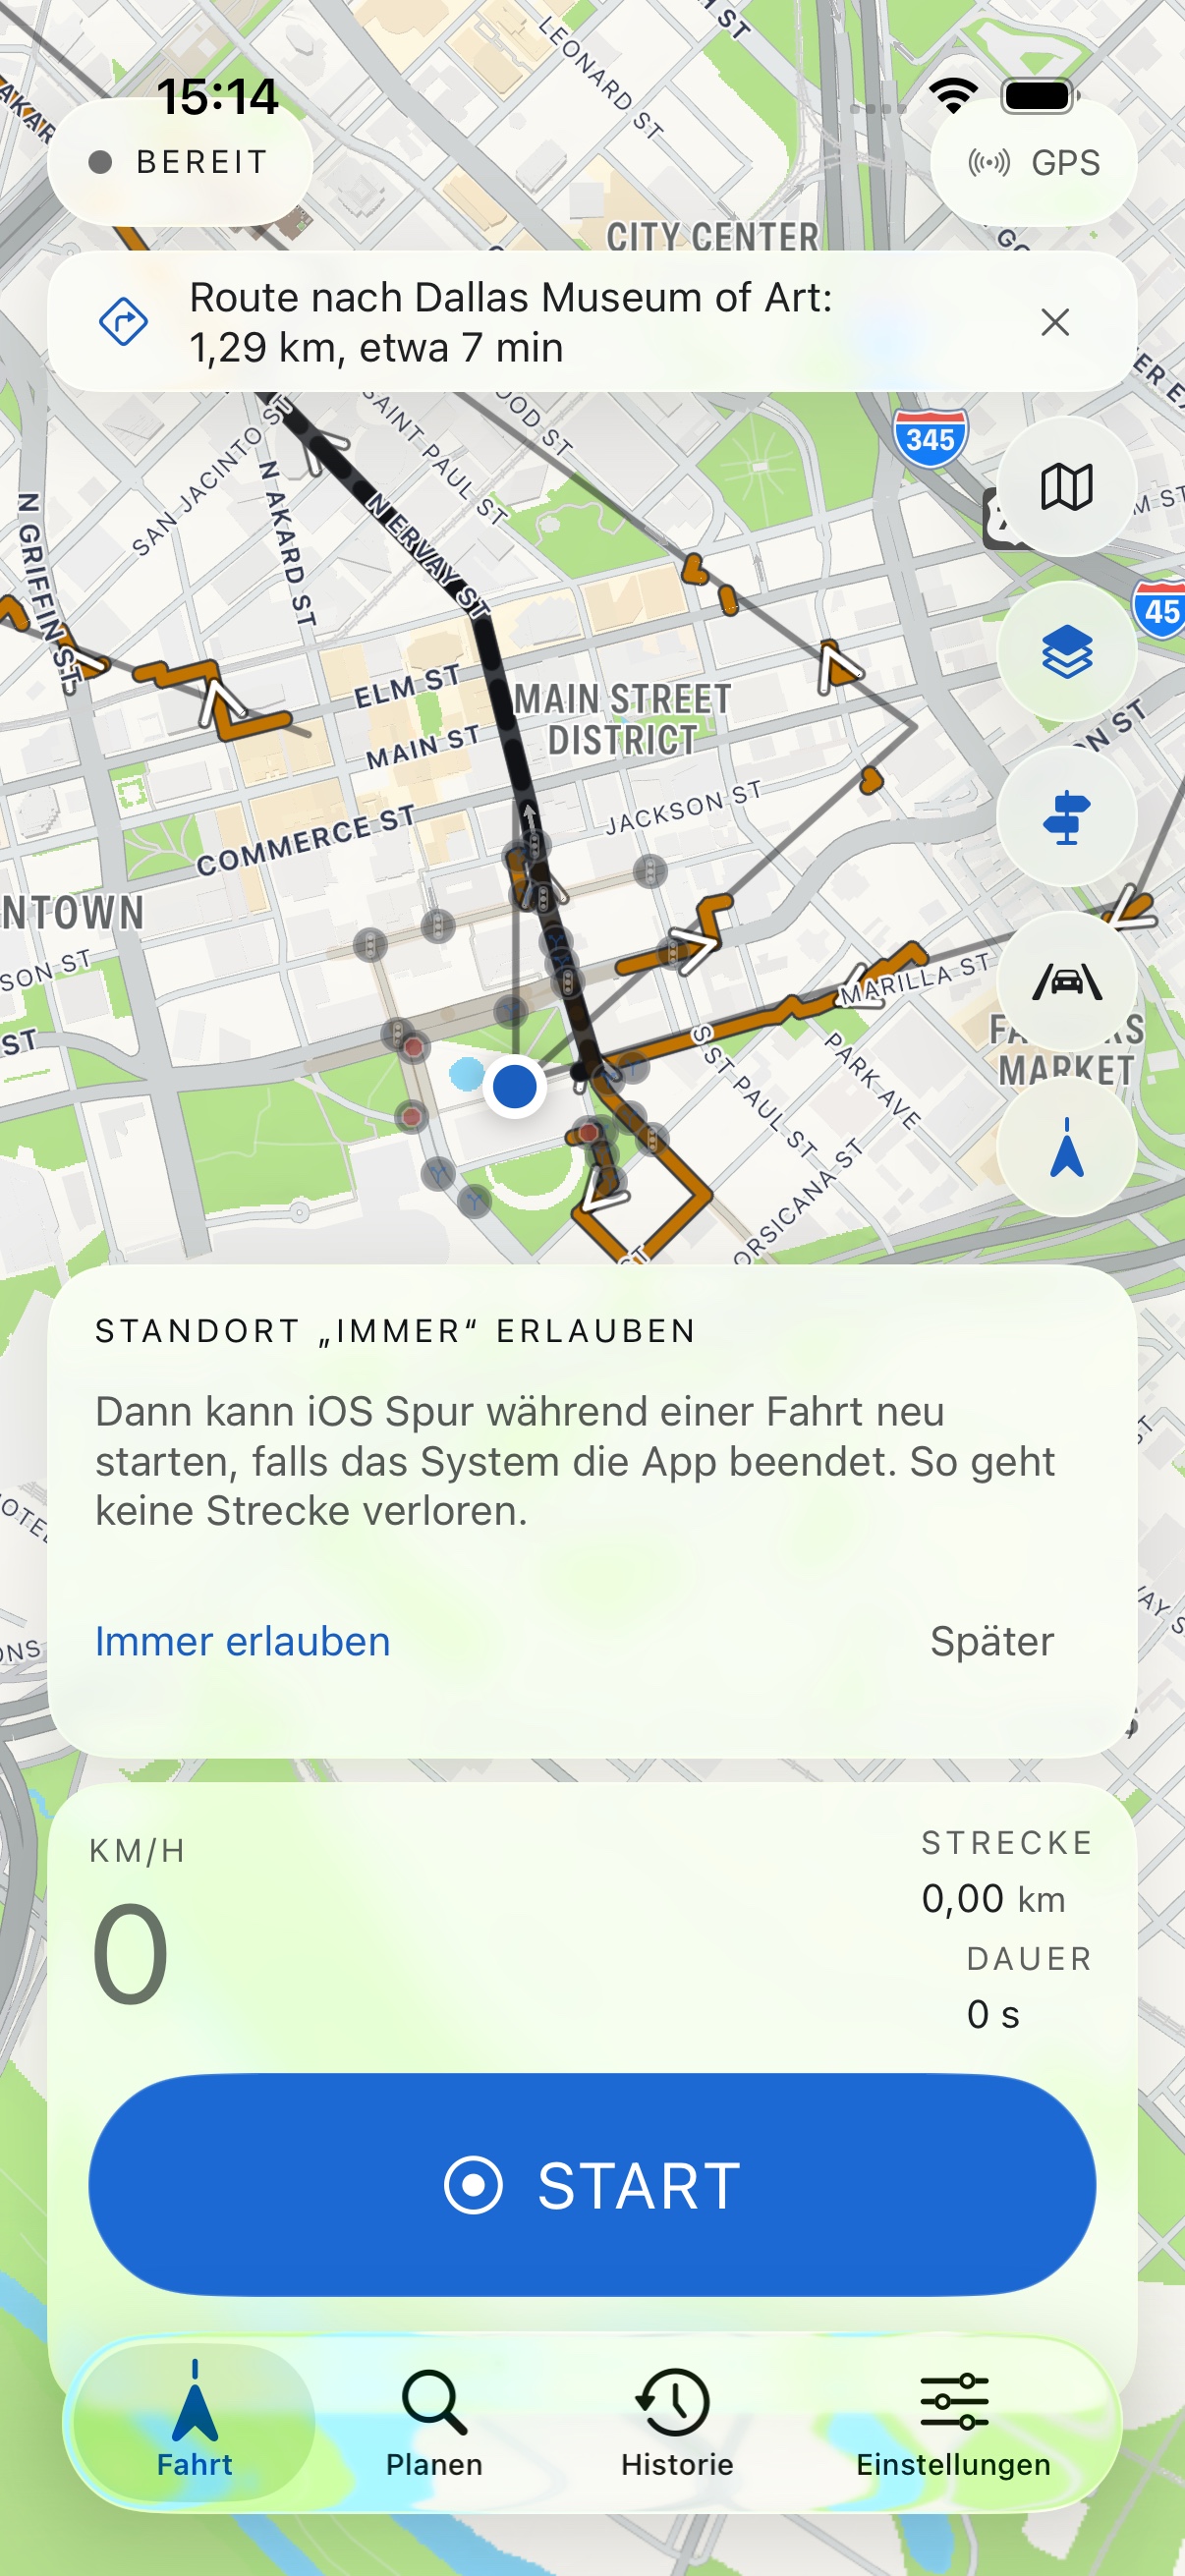 LEONARD ST
15:14
BEREIT
GPS
CITY CENTER
Route nach Dallas Museum of Art:
1,29 km, etwa 7 min
345
SAN JACINTO ST
SAINT PAUL ST
N AKARD ST
N GRIFFIN ST
N ERVAY ST
45
ELM ST
MAIN STREET
DISTRICT
MAIN ST
JACKSON ST
COMMERCE ST
NTOWN
SON ST
ST
MARILLA ST
S ST PAUL ST
PARK AVE
MARKET
ORSICANA ST
STANDORT „IMMER“ ERLAUBEN
Dann kann iOS Spur während einer Fahrt neu
starten, falls das System die App beendet. So geht
keine Strecke verloren.
Immer erlauben
Später
KM/H
0
STRECKE
0,00 km
DAUER
0 s
START
Fahrt
Planen
Historie
Einstellungen